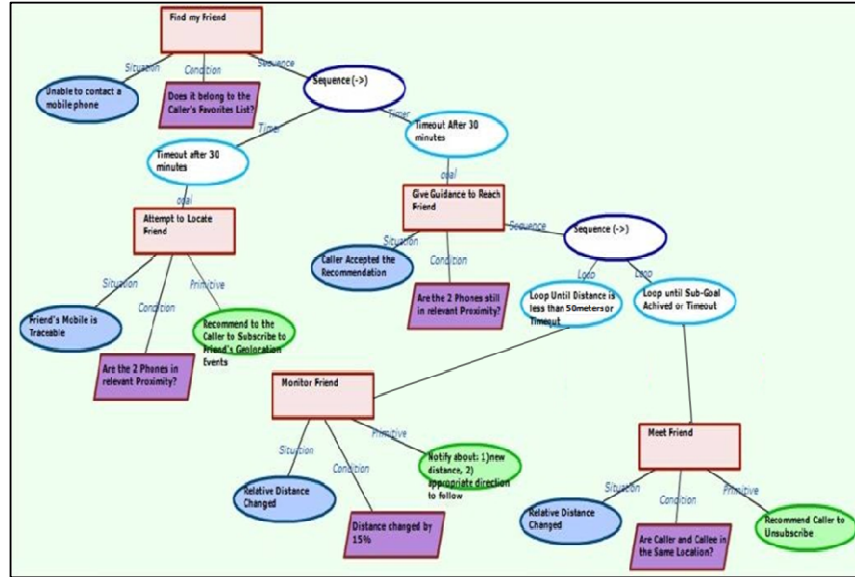 Find my Friend
Situation
Condition
Sequence
Unable to contact a
mobile phone
Does it belong to the
Caller's Favorites List?
Sequence (->)
Timer
Timer
Timeout after 30
minutes
Timeout After 30
minutes
oal
oal
Attempt to Locate
Friend
Give Guidance to Reach
Friend
Situation
Condition
Primitive
Situation
Condition
Sequence
Sequence (->)
Caller Accepted the
Recommendation
Are the 2 Phones still
in relevant Proximity?
Loop
Loop
Loop Until Distance is
less than 50meters or
Timeout
Loop until Sub-Goal
Achived or Timeout
Friend's Mobile is
Traceable
Are the 2 Phones in
relevant Proximity?
Recommend to the
Caller to Subscribe to
Friend's Geolocation
Events
Monitor Friend
Situation
Condition
Primitive
Relative Distance
Changed
Distance changed by
15%
Notify about: 1)new
distance, 2)
appropriate direction
to follow
Meet Friend
Situation
Condition
Primitive
Relative Distance
Changed
Are Caller and Callee in
the Same Location?
Recommend Caller to
Unsubscribe